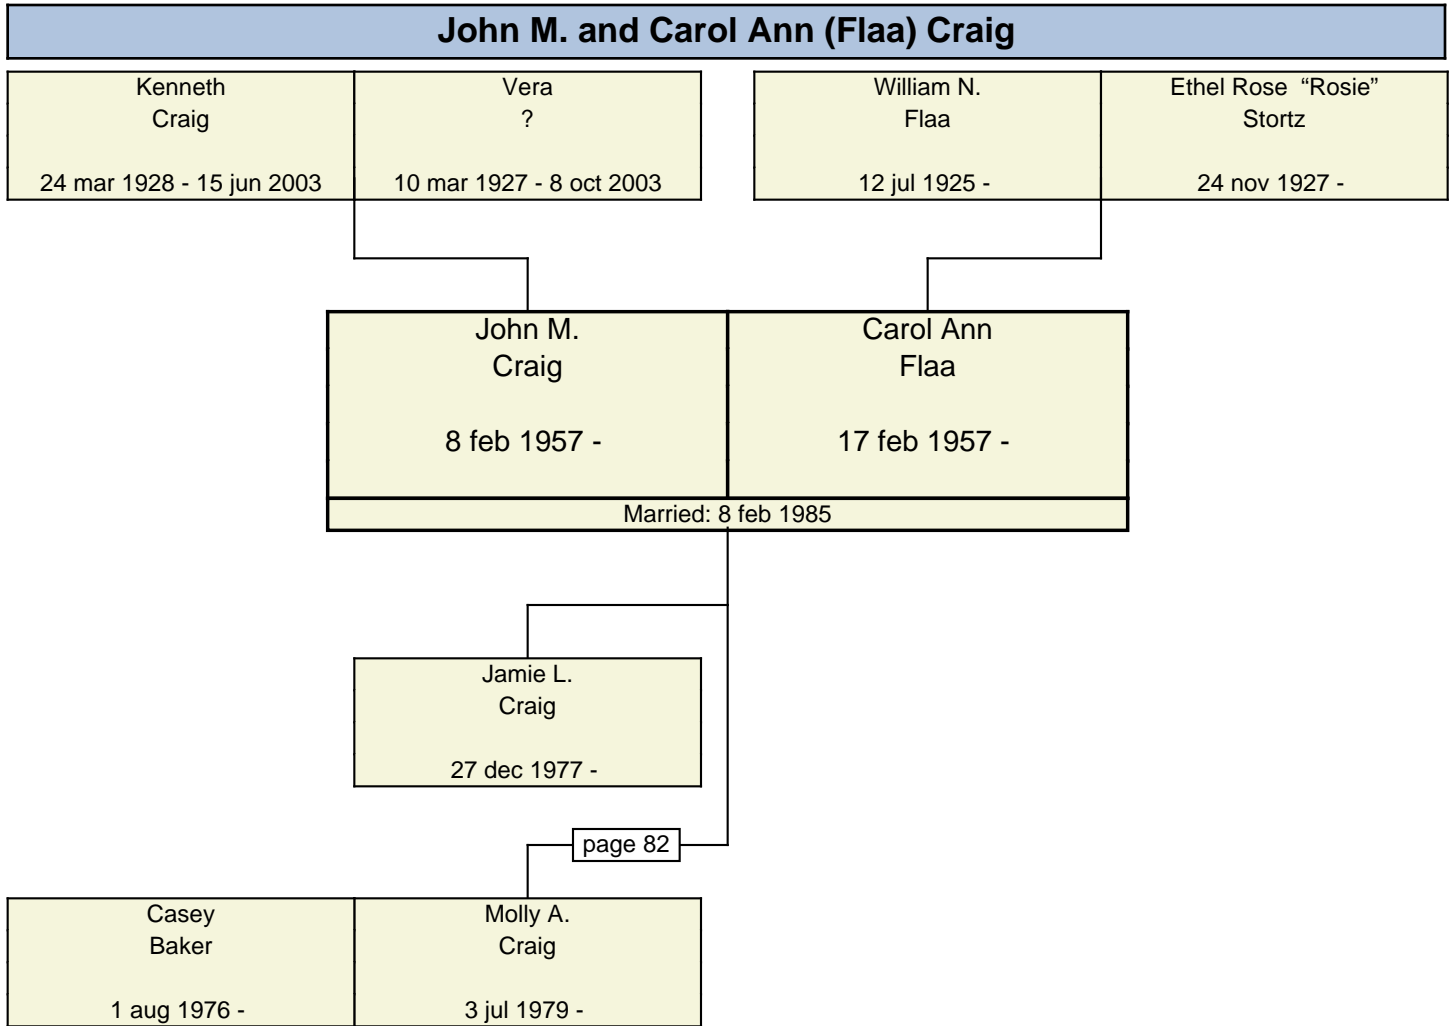 John M. and Carol Ann (Flaa) Craig
Kenneth
Craig
24 mar 1928 - 15 jun 2003
Vera
?
10 mar 1927 - 8 oct 2003
William N.
Flaa
12 jul 1925 -
Ethel Rose “Rosie”
Stortz
24 nov 1927 -
John M.
Craig
8 feb 1957 -
Carol Ann
Flaa
17 feb 1957 -
Married: 8 feb 1985
Jamie L.
Craig
27 dec 1977 -
page 82
Casey
Baker
1 aug 1976 -
Molly A.
Craig
3 jul 1979 -